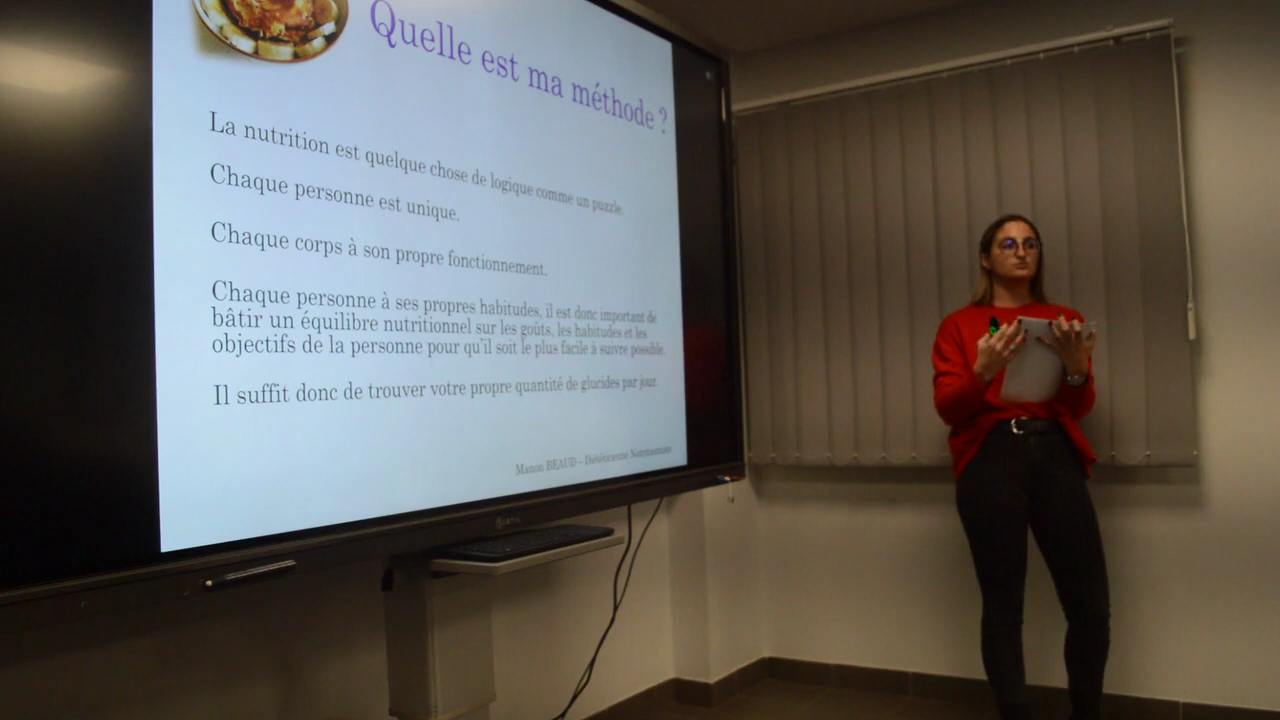 Quelle est ma méthode ?
La nutrition est quelque chose de logique comme un puzzle.
Chaque personne est unique.
Chaque corps à son propre fonctionnement.
Chaque personne à ses propres habitudes, il est donc important de
bâtir un équilibre nutritionnel sur les goûts, les habitudes et les
objectifs de la personne pour qu'il soit le plus facile à suivre possible.
Il suffit donc de trouver votre propre quantité de glucides par jour.
Manon BEAUD – Diététicienne Nutritionniste